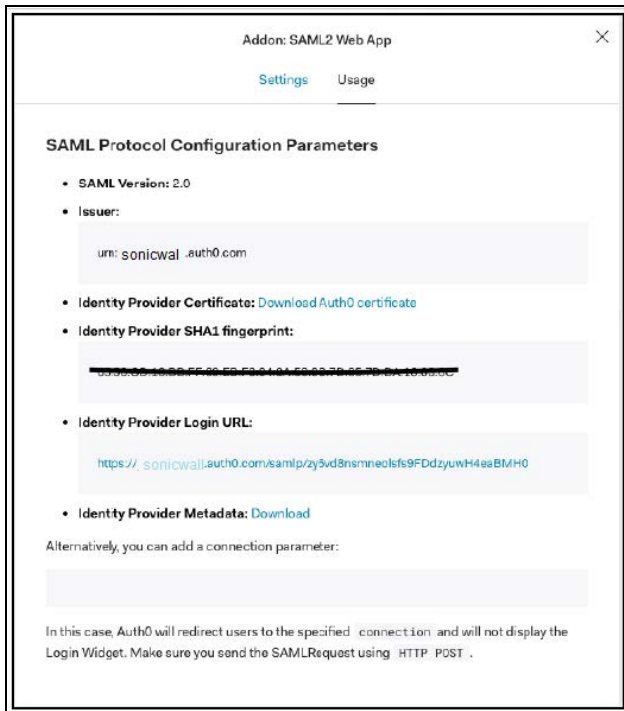 Addon: SAML2 Web App
Settings Usage
SAML Protocol Configuration Parameters
SAML Version: 2.0
Issuer:
urn: sonicwal .auth0.com
Identity Provider Certificate: Download Auth0 certificate
Identity Provider SHA1 fingerprint:
Identity Provider Login URL:
https:// sonicwall.auth0.com/samlp/zy6vd8nsmneolsfs9FDdzyuwH4eaBMH0
Identity Provider Metadata: Download
Alternatively, you can add a connection parameter:
In this case, Auth0 will redirect users to the specified connection and will not display the
Login Widget. Make sure you send the SAMLRequest using HTTP POST .